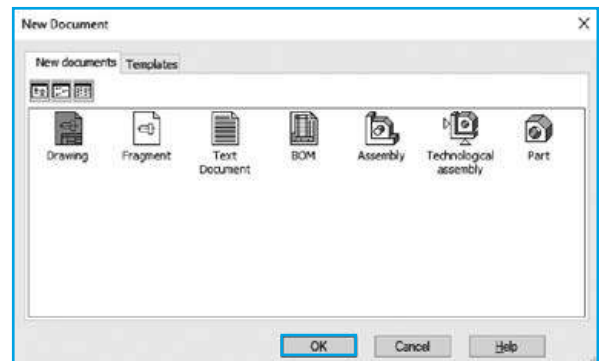 New Document
New documents Templates
Drawing Fragment Text Document BOM Assembly Technological assembly Part
OK Cancel Help